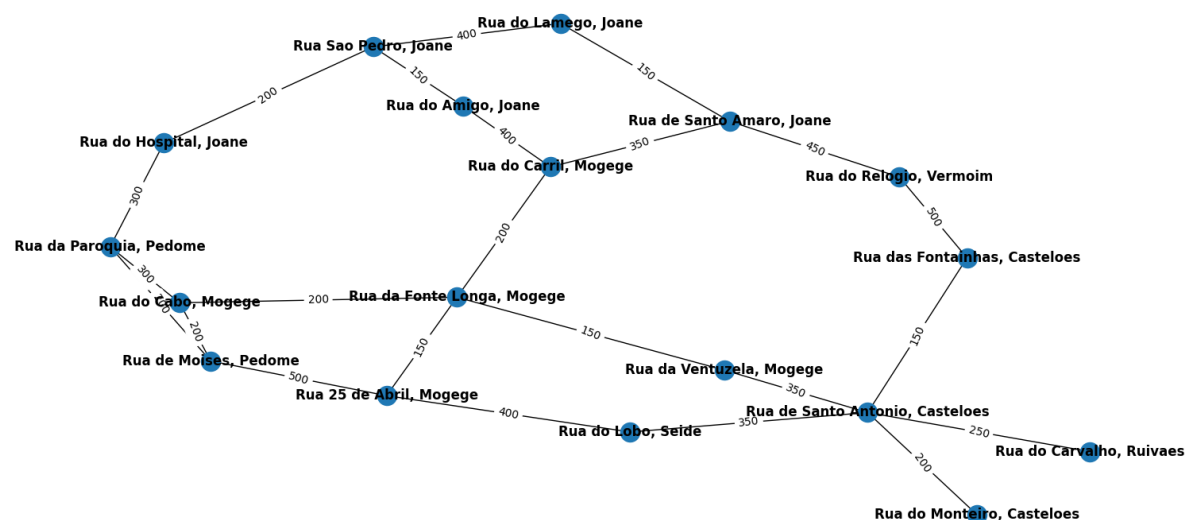 Rua do Lamego, Joane
400
Rua Sao Pedro, Joane
150
150
200
Rua do Amigo, Joane
Rua de Santo Amaro, Joane
400
Rua do Hospital, Joane
350
450
Rua do Carril, Mogege
Rua do Relogio, Vermoim
300
500
200
Rua da Paroquia, Pedome
Rua das Fontainhas, Casteloes
300
Rua do Cabo, Mogege
200
Rua da Fonte Longa, Mogege
200
150
150
150
Rua de Moises, Pedome
Rua da Ventuzela, Mogege
500
350
Rua 25 de Abril, Mogege
400
Rua de Santo Antonio, Casteloes
350
Rua do Lobo, Seide
250
Rua do Carvalho, Ruivaes
200
Rua do Monteiro, Casteloes